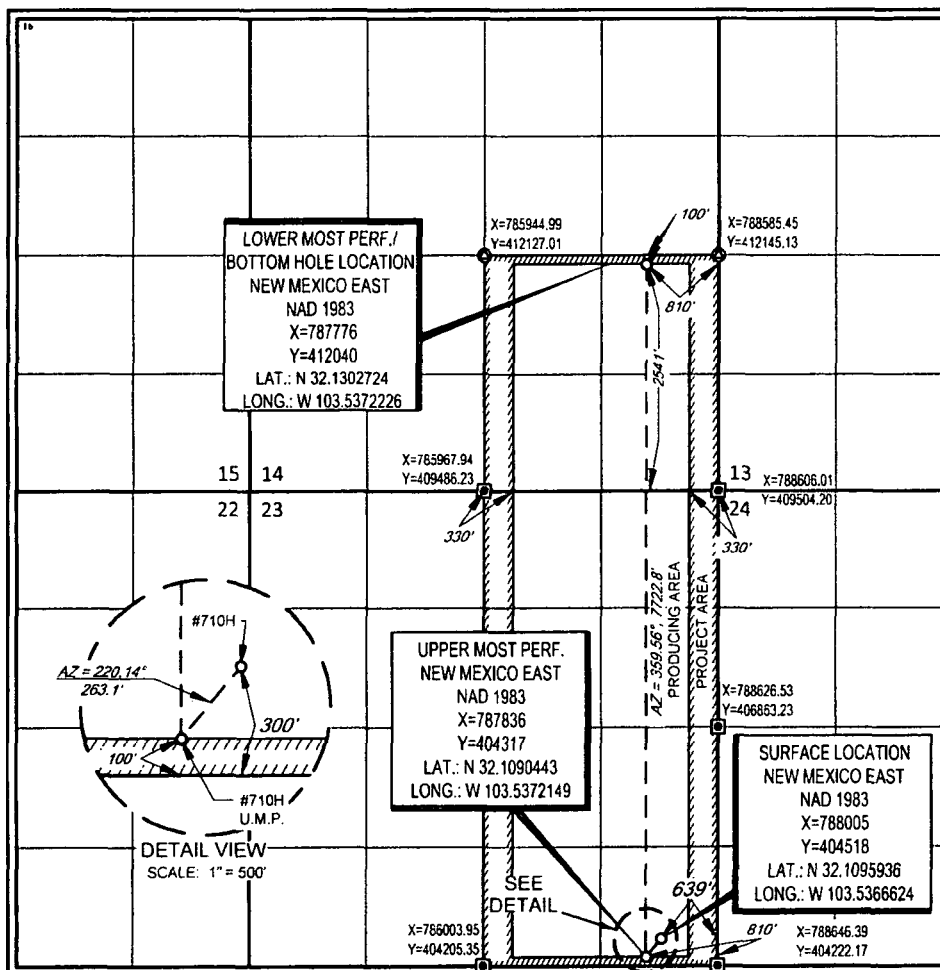 16
X=785944.99
Y=412127.01
100'
X=788585.45
Y=412145.13
LOWER MOST PERF./
BOTTOM HOLE LOCATION
NEW MEXICO EAST
NAD 1983
X=787776
Y=412040
LAT.: N 32.1302724
LONG.: W 103.5372226
810'
2541'
X=785967.94
Y=409486.23
15 14
22 23
13
24
X=788606.01
Y=409504.20
330'
330'
AZ = 359.56°, 7722.8'
PRODUCING AREA
PROJECT AREA
#710H
AZ = 220.14°
263.1'
300'
100'
#710H
U.M.P.
DETAIL VIEW
SCALE: 1" = 500'
UPPER MOST PERF.
NEW MEXICO EAST
NAD 1983
X=787836
Y=404317
LAT.: N 32.1090443
LONG.: W 103.5372149
X=788626.53
Y=406863.23
SURFACE LOCATION
NEW MEXICO EAST
NAD 1983
X=788005
Y=404518
LAT.: N 32.1095936
LONG.: W 103.5366624
SEE
DETAIL
639'
X=786003.95
Y=404205.35
810'
X=788646.39
Y=404222.17